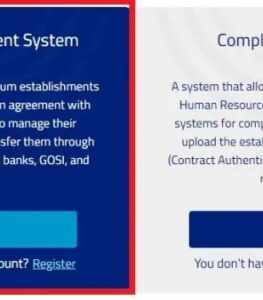 ent System
um establishments
n agreement with
o manage their
sfer them through
banks, GOSI, and
ount? Register
Compl
A system that allo
Human Resource
systems for comp
upload the estab
(Contract Authenti
You don't hav